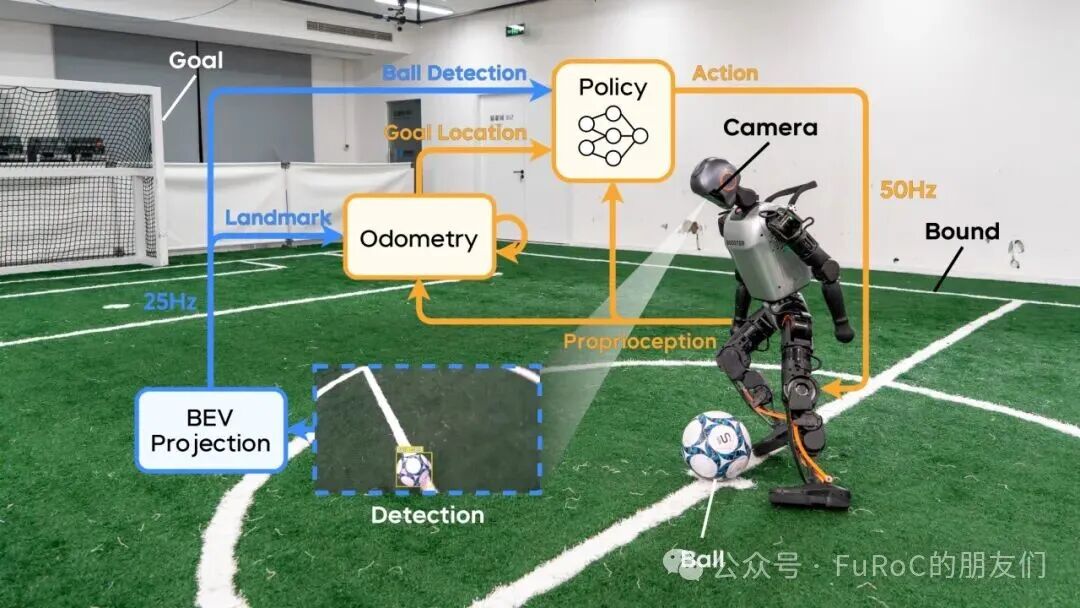 Goal
Ball Detection
Policy
Action
Goal Location
Camera
50Hz
Landmark
Odometry
Bound
25Hz
Proprioception
BEV
Projection
Detection
Ball
公众号 · FuRoC的朋友们